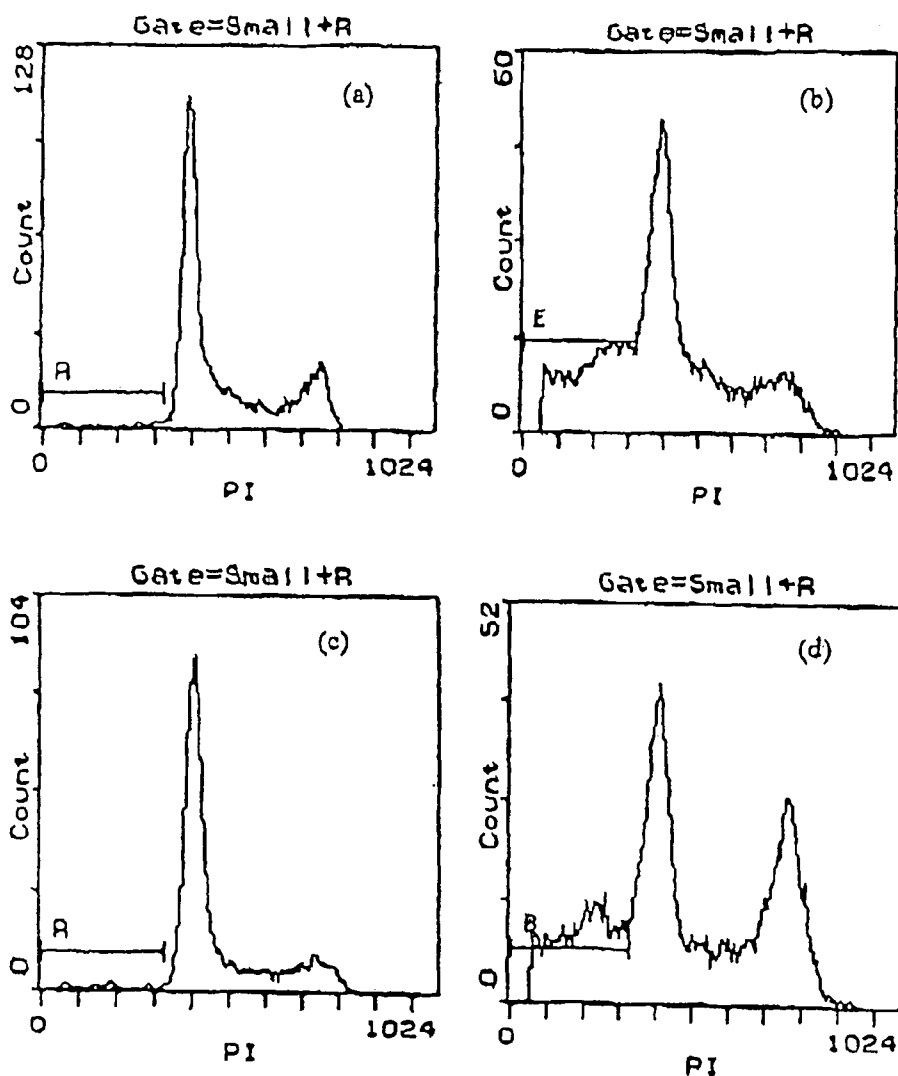 Gate=Small+R
128
Count
0
(a)
R
0 1024
PI
Gate=Small+R
60
Count
0
(b)
E
0 1024
PI
Gate=Small+R
104
Count
0
(c)
R
0 1024
PI
Gate=Small+R
52
Count
0
(d)
B
0 1024
PI